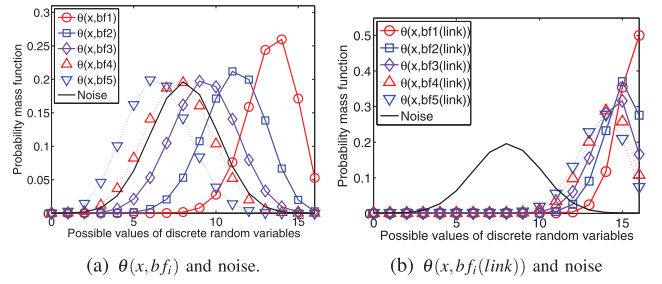 0.3
0.25
0.2
0.15
0.1
0.05
0
Probability mass function
θ(x,bf1)
θ(x,bf2)
θ(x,bf3)
θ(x,bf4)
θ(x,bf5)
Noise
0 5 10 15
Possible values of discrete random variables
(a) θ(x,bfi) and noise.
0.5
0.4
0.3
0.2
0.1
0
Probability mass function
θ(x,bf1(link))
θ(x,bf2(link))
θ(x,bf3(link))
θ(x,bf4(link))
θ(x,bf5(link))
Noise
0 5 10 15
Possible values of discrete random variables
(b) θ(x,bfi(link)) and noise